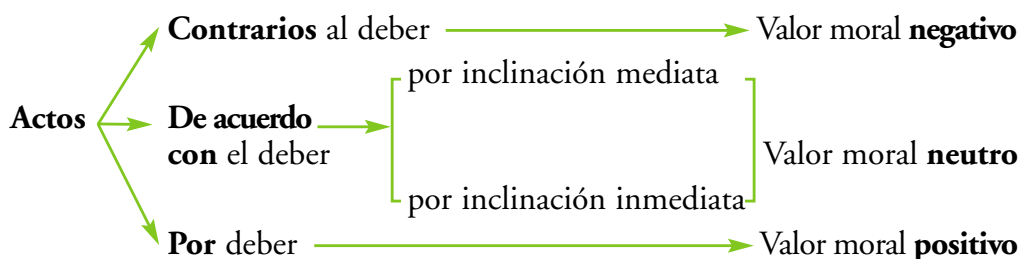 Contrarios al deber
Valor moral negativo
por inclinación mediata
Actos
De acuerdo
con el deber
Valor moral neutro
por inclinación inmediata
Por deber
Valor moral positivo